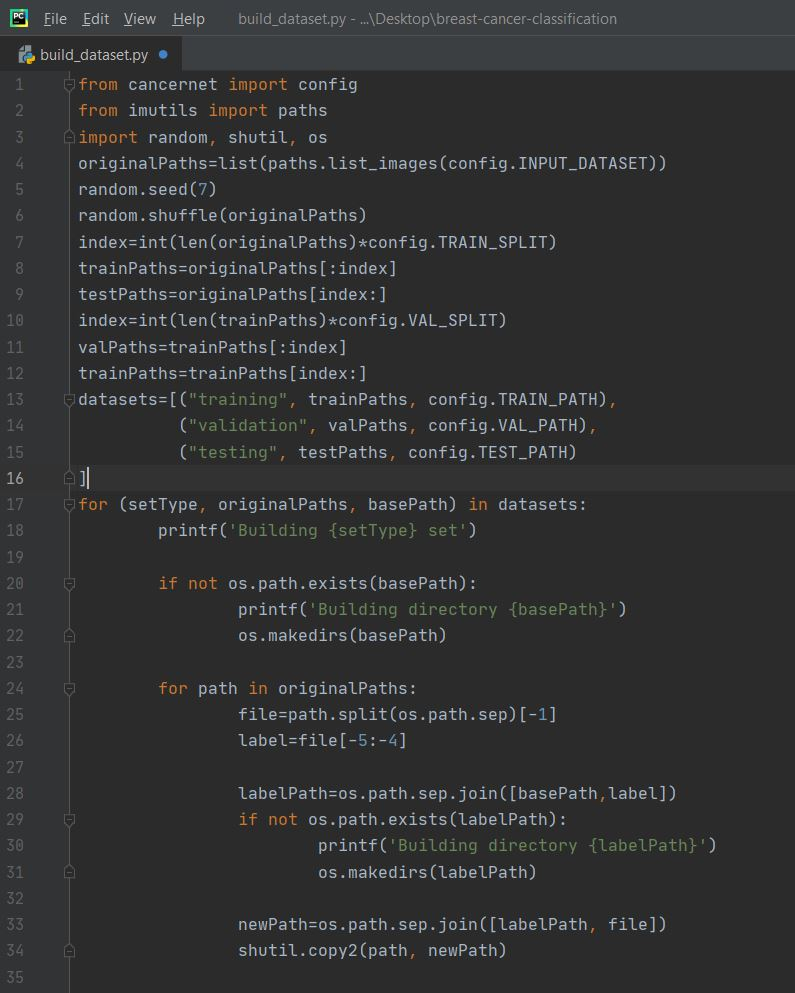 PC File Edit View Help build_dataset.py - ...\Desktop\breast-cancer-classification
build_dataset.py
1 from cancernet import config
2 from imutils import paths
3 import random, shutil, os
4 originalPaths=list(paths.list_images(config.INPUT_DATASET))
5 random.seed(7)
6 random.shuffle(originalPaths)
7 index=int(len(originalPaths)*config.TRAIN_SPLIT)
8 trainPaths=originalPaths[:index]
9 testPaths=originalPaths[index:]
10 index=int(len(trainPaths)*config.VAL_SPLIT)
11 valPaths=trainPaths[:index]
12 trainPaths=trainPaths[index:]
13 datasets=[("training", trainPaths, config.TRAIN_PATH),
14           ("validation", valPaths, config.VAL_PATH),
15           ("testing", testPaths, config.TEST_PATH)
16 ]
17 for (setType, originalPaths, basePath) in datasets:
18         printf('Building {setType} set')
19
20         if not os.path.exists(basePath):
21                 printf('Building directory {basePath}')
22                 os.makedirs(basePath)
23
24         for path in originalPaths:
25                 file=path.split(os.path.sep)[-1]
26                 label=file[-5:-4]
27
28                 labelPath=os.path.sep.join([basePath,label])
29                 if not os.path.exists(labelPath):
30                         printf('Building directory {labelPath}')
31                         os.makedirs(labelPath)
32
33                 newPath=os.path.sep.join([labelPath, file])
34                 shutil.copy2(path, newPath)
35